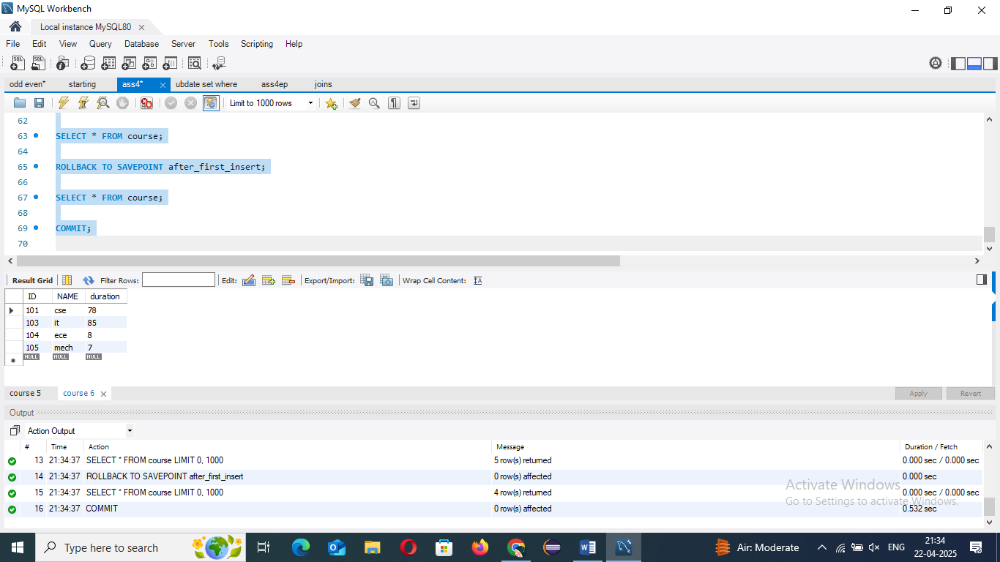 MySQL Workbench
Local instance MySQL80
File Edit View Query Database Server Tools Scripting Help
odd even* starting ass4* ubdate set where ass4ep joins
Limit to 1000 rows
62
63 SELECT * FROM course;
64
65 ROLLBACK TO SAVEPOINT after_first_insert;
66
67 SELECT * FROM course;
68
69 COMMIT;
70
Result Grid Filter Rows: Edit: Export/Import: Wrap Cell Content:
ID NAME duration
101 cse 78
103 it 85
104 ece 8
105 mech 7
NULL NULL NULL
course 5 course 6 Apply Revert
Output
Action Output
# Time Action Message Duration / Fetch
13 21:34:37 SELECT * FROM course LIMIT 0, 1000 5 row(s) returned 0.000 sec / 0.000 sec
14 21:34:37 ROLLBACK TO SAVEPOINT after_first_insert 0 row(s) affected 0.000 sec
15 21:34:37 SELECT * FROM course LIMIT 0, 1000 4 row(s) returned 0.000 sec / 0.000 sec
16 21:34:37 COMMIT 0 row(s) affected 0.532 sec
Activate Windows
Go to Settings to activate Windows.
Type here to search Air: Moderate ENG 21:34
22-04-2025